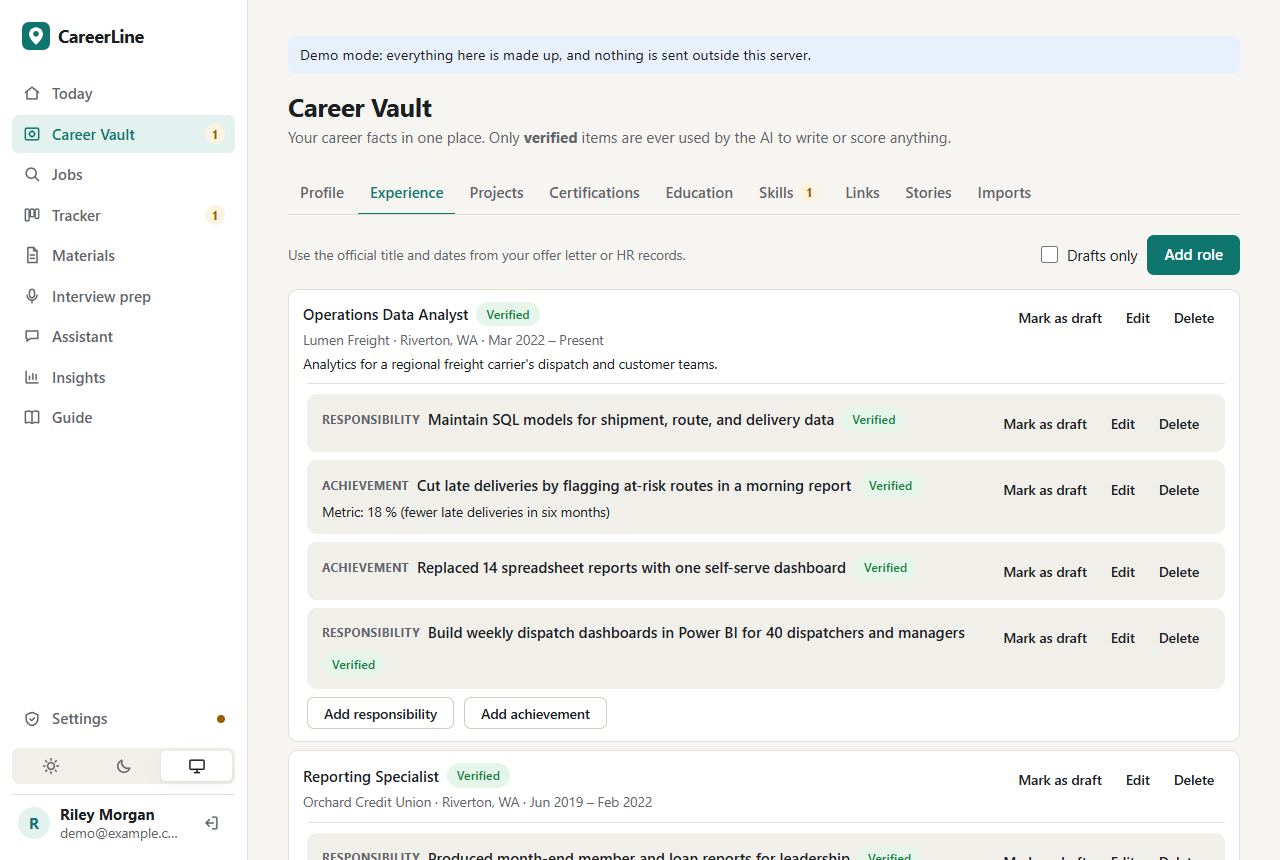 CareerLine
Today
Career Vault 1
Jobs
Tracker 1
Materials
Interview prep
Assistant
Insights
Guide
Settings
R
Riley Morgan
demo@example.c...
Demo mode: everything here is made up, and nothing is sent outside this server.
Career Vault
Your career facts in one place. Only verified items are ever used by the AI to write or score anything.
Profile Experience Projects Certifications Education Skills 1 Links Stories Imports
Use the official title and dates from your offer letter or HR records. Drafts only Add role
Operations Data Analyst Verified Mark as draft Edit Delete
Lumen Freight · Riverton, WA · Mar 2022 – Present
Analytics for a regional freight carrier's dispatch and customer teams.
RESPONSIBILITY Maintain SQL models for shipment, route, and delivery data Verified Mark as draft Edit Delete
ACHIEVEMENT Cut late deliveries by flagging at-risk routes in a morning report Verified Mark as draft Edit Delete
Metric: 18 % (fewer late deliveries in six months)
ACHIEVEMENT Replaced 14 spreadsheet reports with one self-serve dashboard Verified Mark as draft Edit Delete
RESPONSIBILITY Build weekly dispatch dashboards in Power BI for 40 dispatchers and managers Mark as draft Edit Delete
Verified
Add responsibility Add achievement
Reporting Specialist Verified Mark as draft Edit Delete
Orchard Credit Union · Riverton, WA · Jun 2019 – Feb 2022
RESPONSIBILITY Produced month-end member and loan reports for leadership Verified Mark as draft Edit Delete